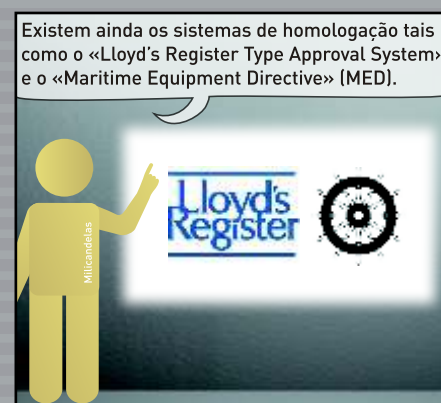 Existem ainda os sistemas de homologação tais
como o «Lloyd's Register Type Approval System»
e o «Maritime Equipment Directive» (MED).
Lloyd's
Register
Milicandelas